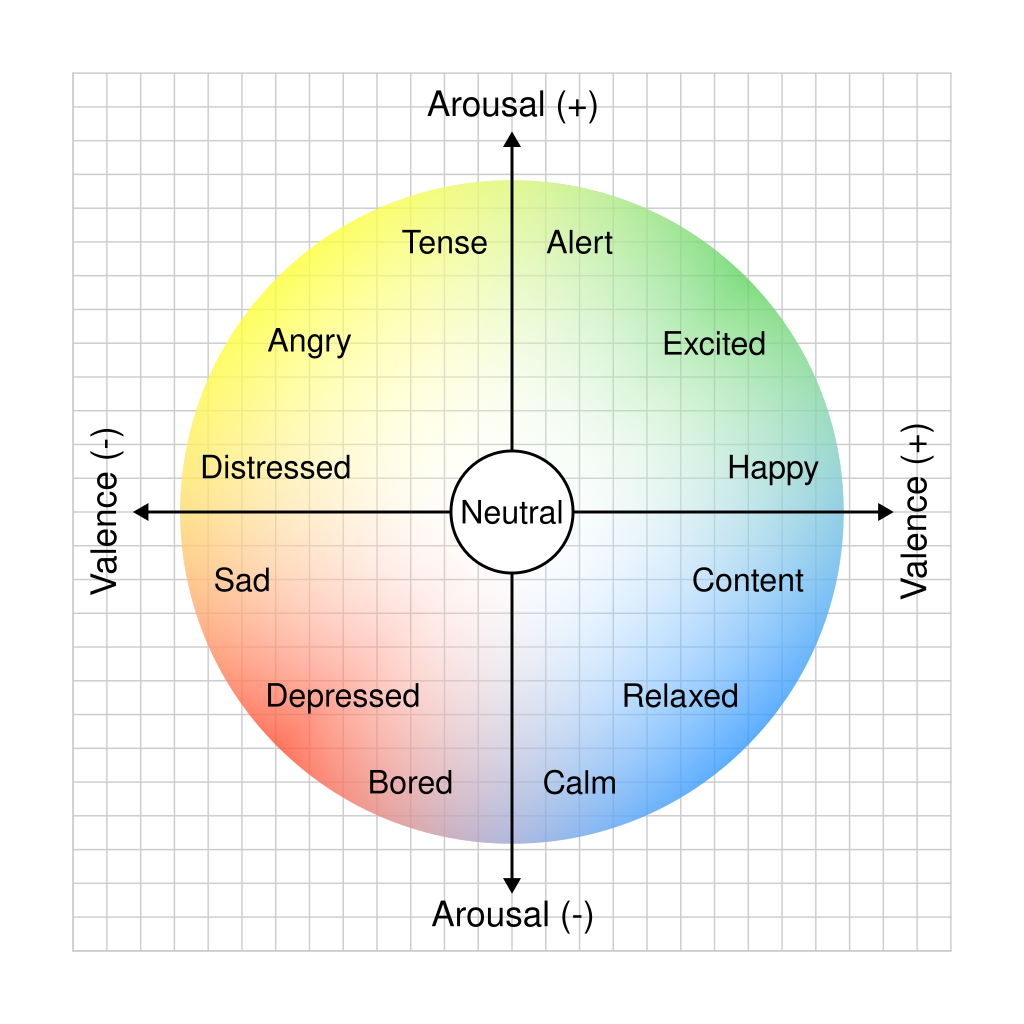 Arousal (+)
Tense
Alert
Angry
Excited
Valence (-)
Distressed
Happy
Valence (+)
Neutral
Sad
Content
Depressed
Relaxed
Bored
Calm
Arousal (-)